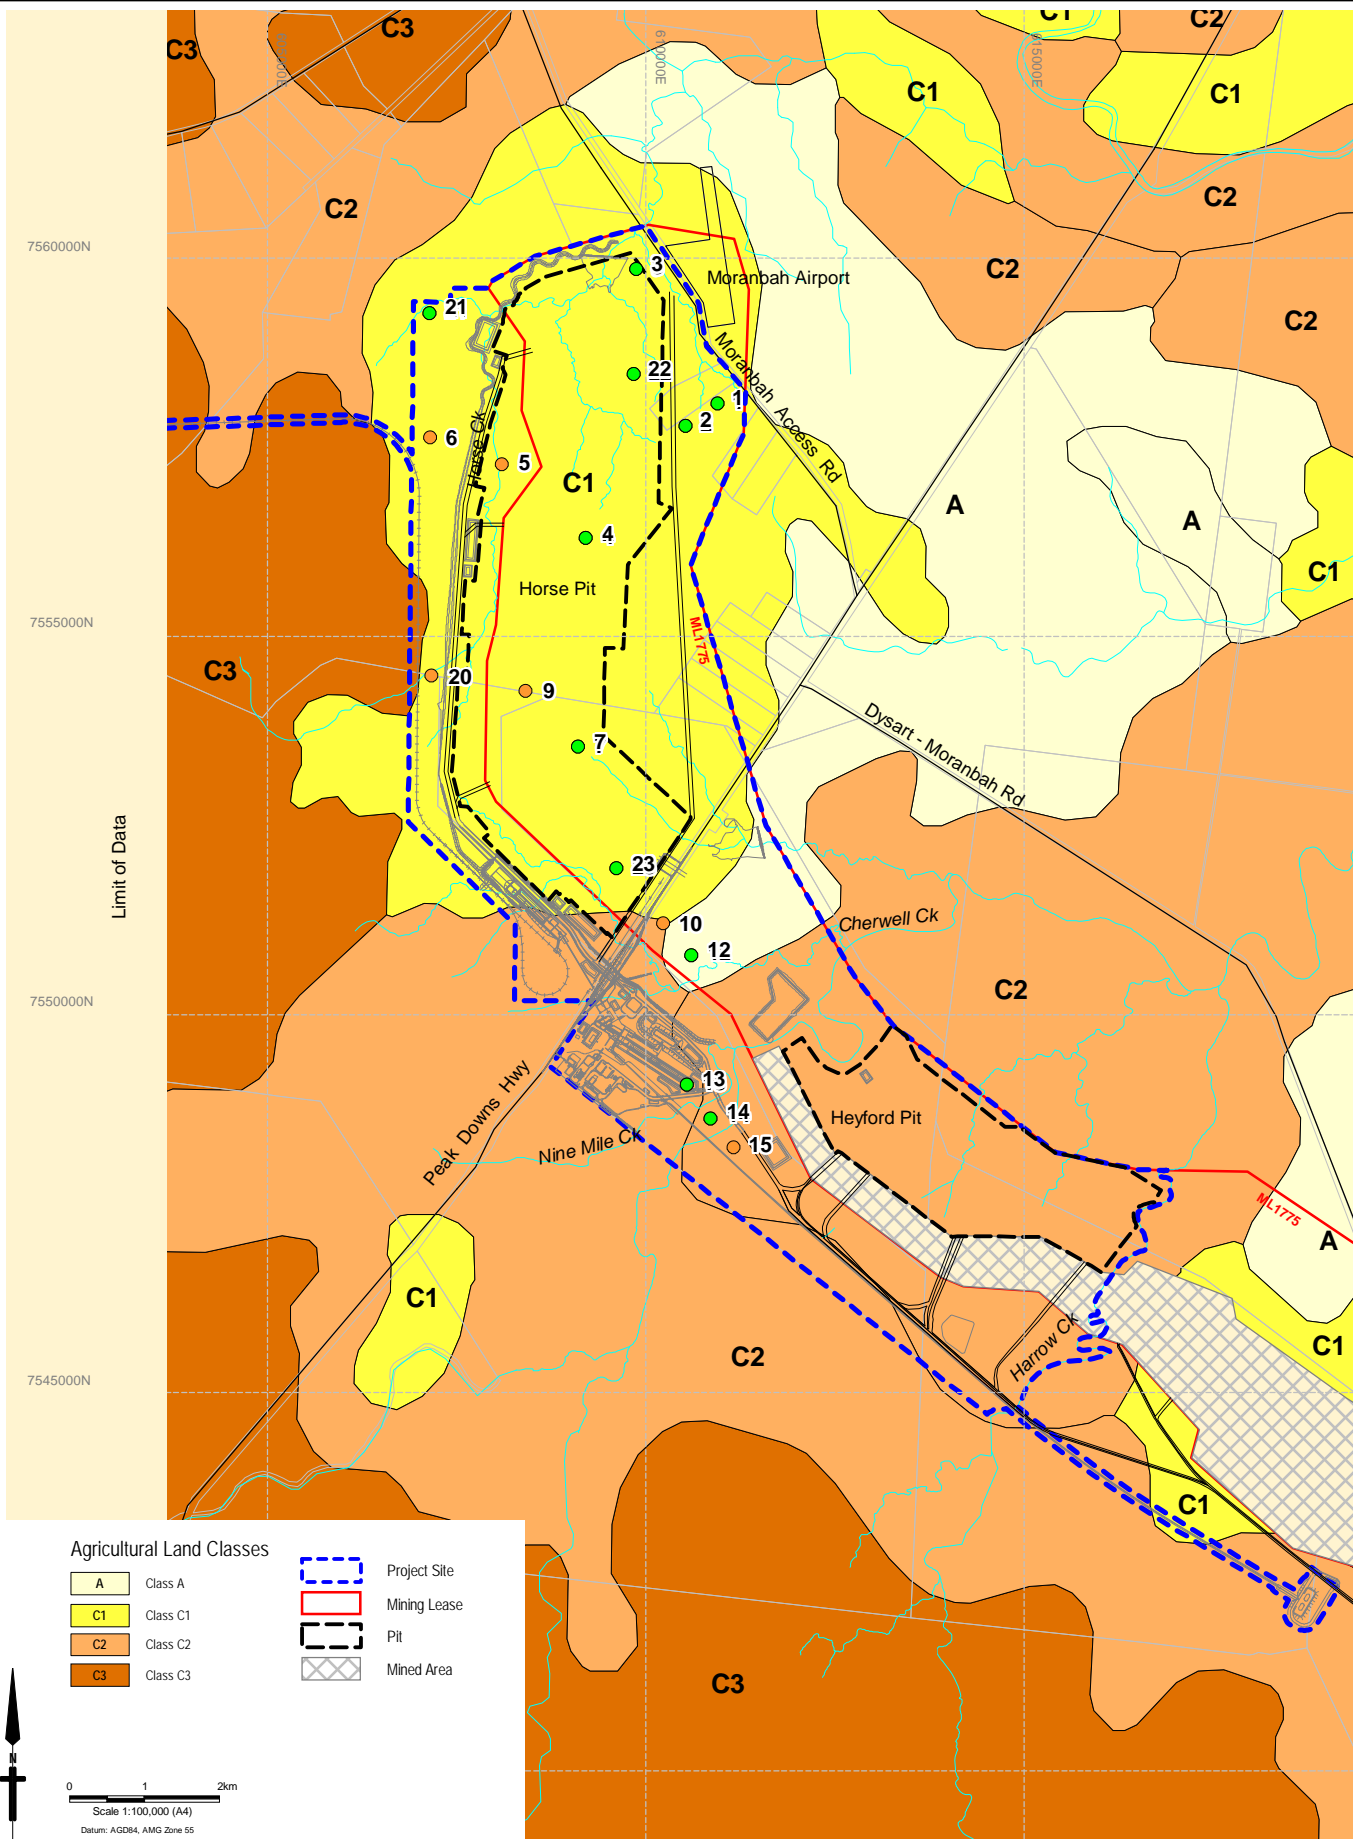 C1
C2
C3
C3
605000E
610000E
615000E
C1
C1
C2
C2
7560000N
C2
3
Moranbah Airport
21
C2
Moranbah Access Rd
22
1
2
6
Horse Ck
5
C1
A
A
4
C1
Horse Pit
7555000N
ML1775
C3
20
9
Dysart - Moranbah Rd
7
Limit of Data
23
10
Cherwell Ck
12
C2
7550000N
Peak Downs Hwy
13
14
Heyford Pit
15
Nine Mile Ck
ML1775
A
C1
Harrow Ck
C1
C2
7545000N
C1
Agricultural Land Classes
A Class A
C1 Class C1
C2 Class C2
C3 Class C3
Project Site
Mining Lease
Pit
Mined Area
C3
N
0 1 2km
Scale 1:100,000 (A4)
Datum: AGD84, AMG Zone 55